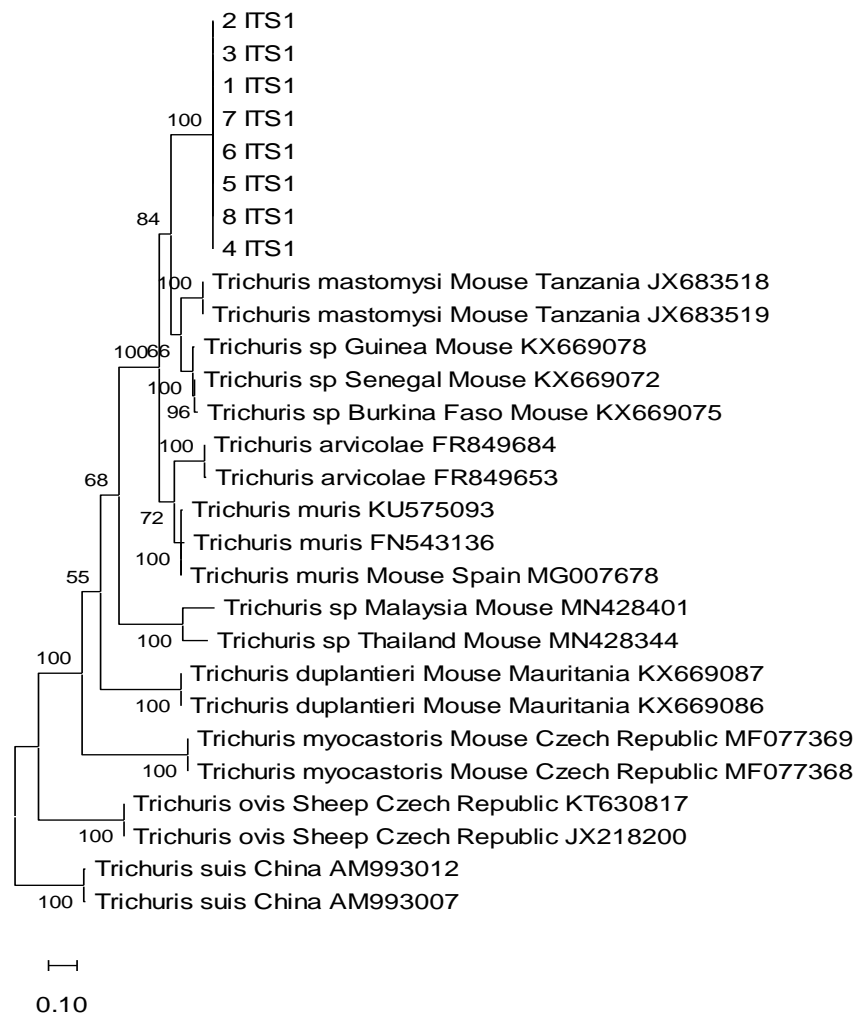 2 ITS1
3 ITS1
1 ITS1
7 ITS1
100
6 ITS1
5 ITS1
8 ITS1
84
4 ITS1
100
Trichuris mastomysi Mouse Tanzania JX683518
Trichuris mastomysi Mouse Tanzania JX683519
100
66
Trichuris sp Guinea Mouse KX669078
100
Trichuris sp Senegal Mouse KX669072
96
Trichuris sp Burkina Faso Mouse KX669075
100
Trichuris arvicolae FR849684
Trichuris arvicolae FR849653
68
Trichuris muris KU575093
72
Trichuris muris FN543136
100
Trichuris muris Mouse Spain MG007678
55
Trichuris sp Malaysia Mouse MN428401
100
Trichuris sp Thailand Mouse MN428344
100
Trichuris duplantieri Mouse Mauritania KX669087
100
Trichuris duplantieri Mouse Mauritania KX669086
Trichuris myocastoris Mouse Czech Republic MF077369
100
Trichuris myocastoris Mouse Czech Republic MF077368
Trichuris ovis Sheep Czech Republic KT630817
100
Trichuris ovis Sheep Czech Republic JX218200
Trichuris suis China AM993012
100
Trichuris suis China AM993007
0.10